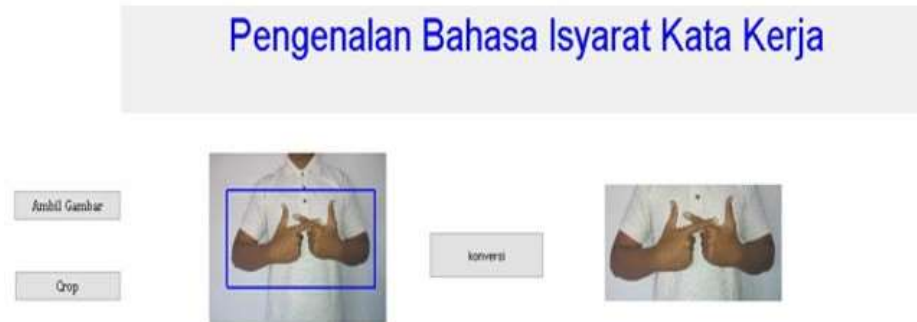 Pengenalan Bahasa Isyarat Kata Kerja
Ambil Gambar
konversi
Crop